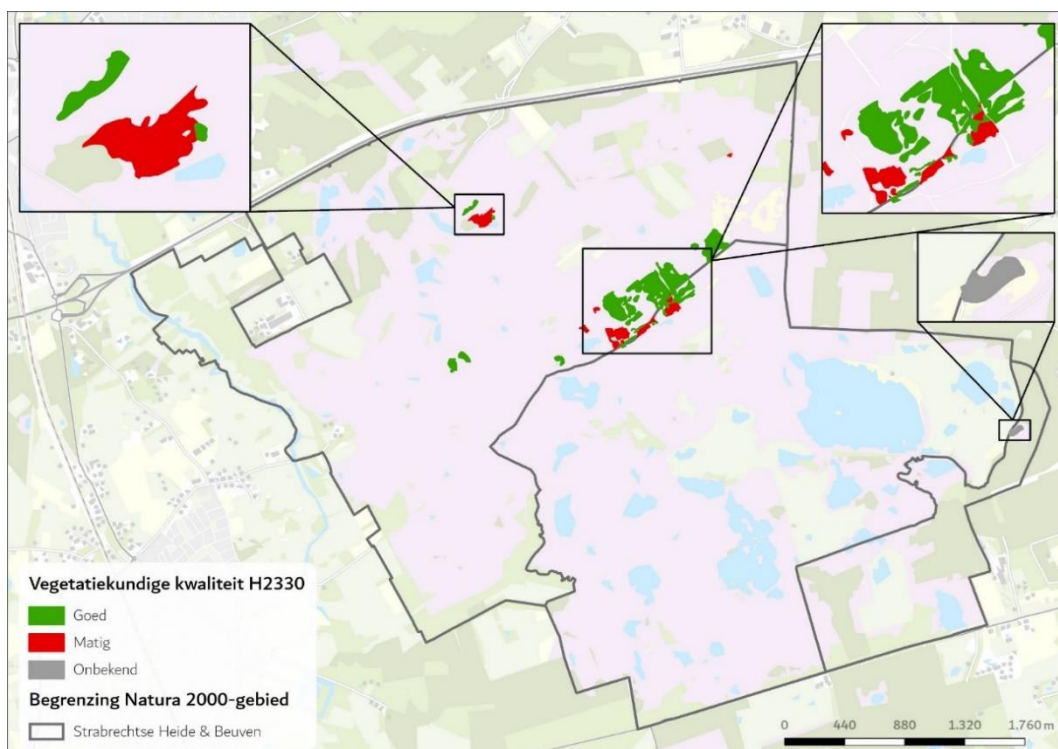 Vegetatiekundige kwaliteit H2330
Goed
Matig
Onbekend
Begrenzing Natura 2000-gebied
Strabrechtse Heide & Beuven
0 440 880 1.320 1.760 m